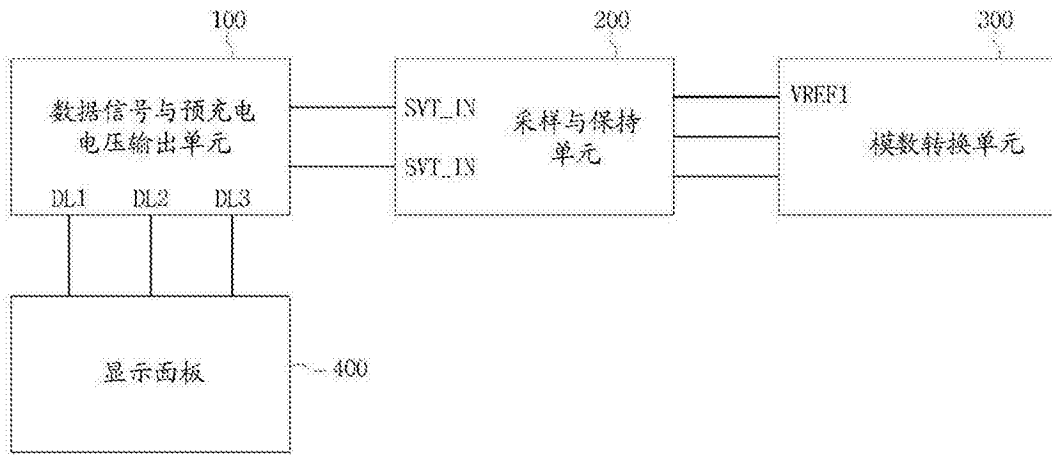 100
200
300
数据信号与预充电
电压输出单元
DL1 DL2 DL3
SVT_IN
SVT_IN
采样与保持
单元
VREF1
模数转换单元
显示面板
400